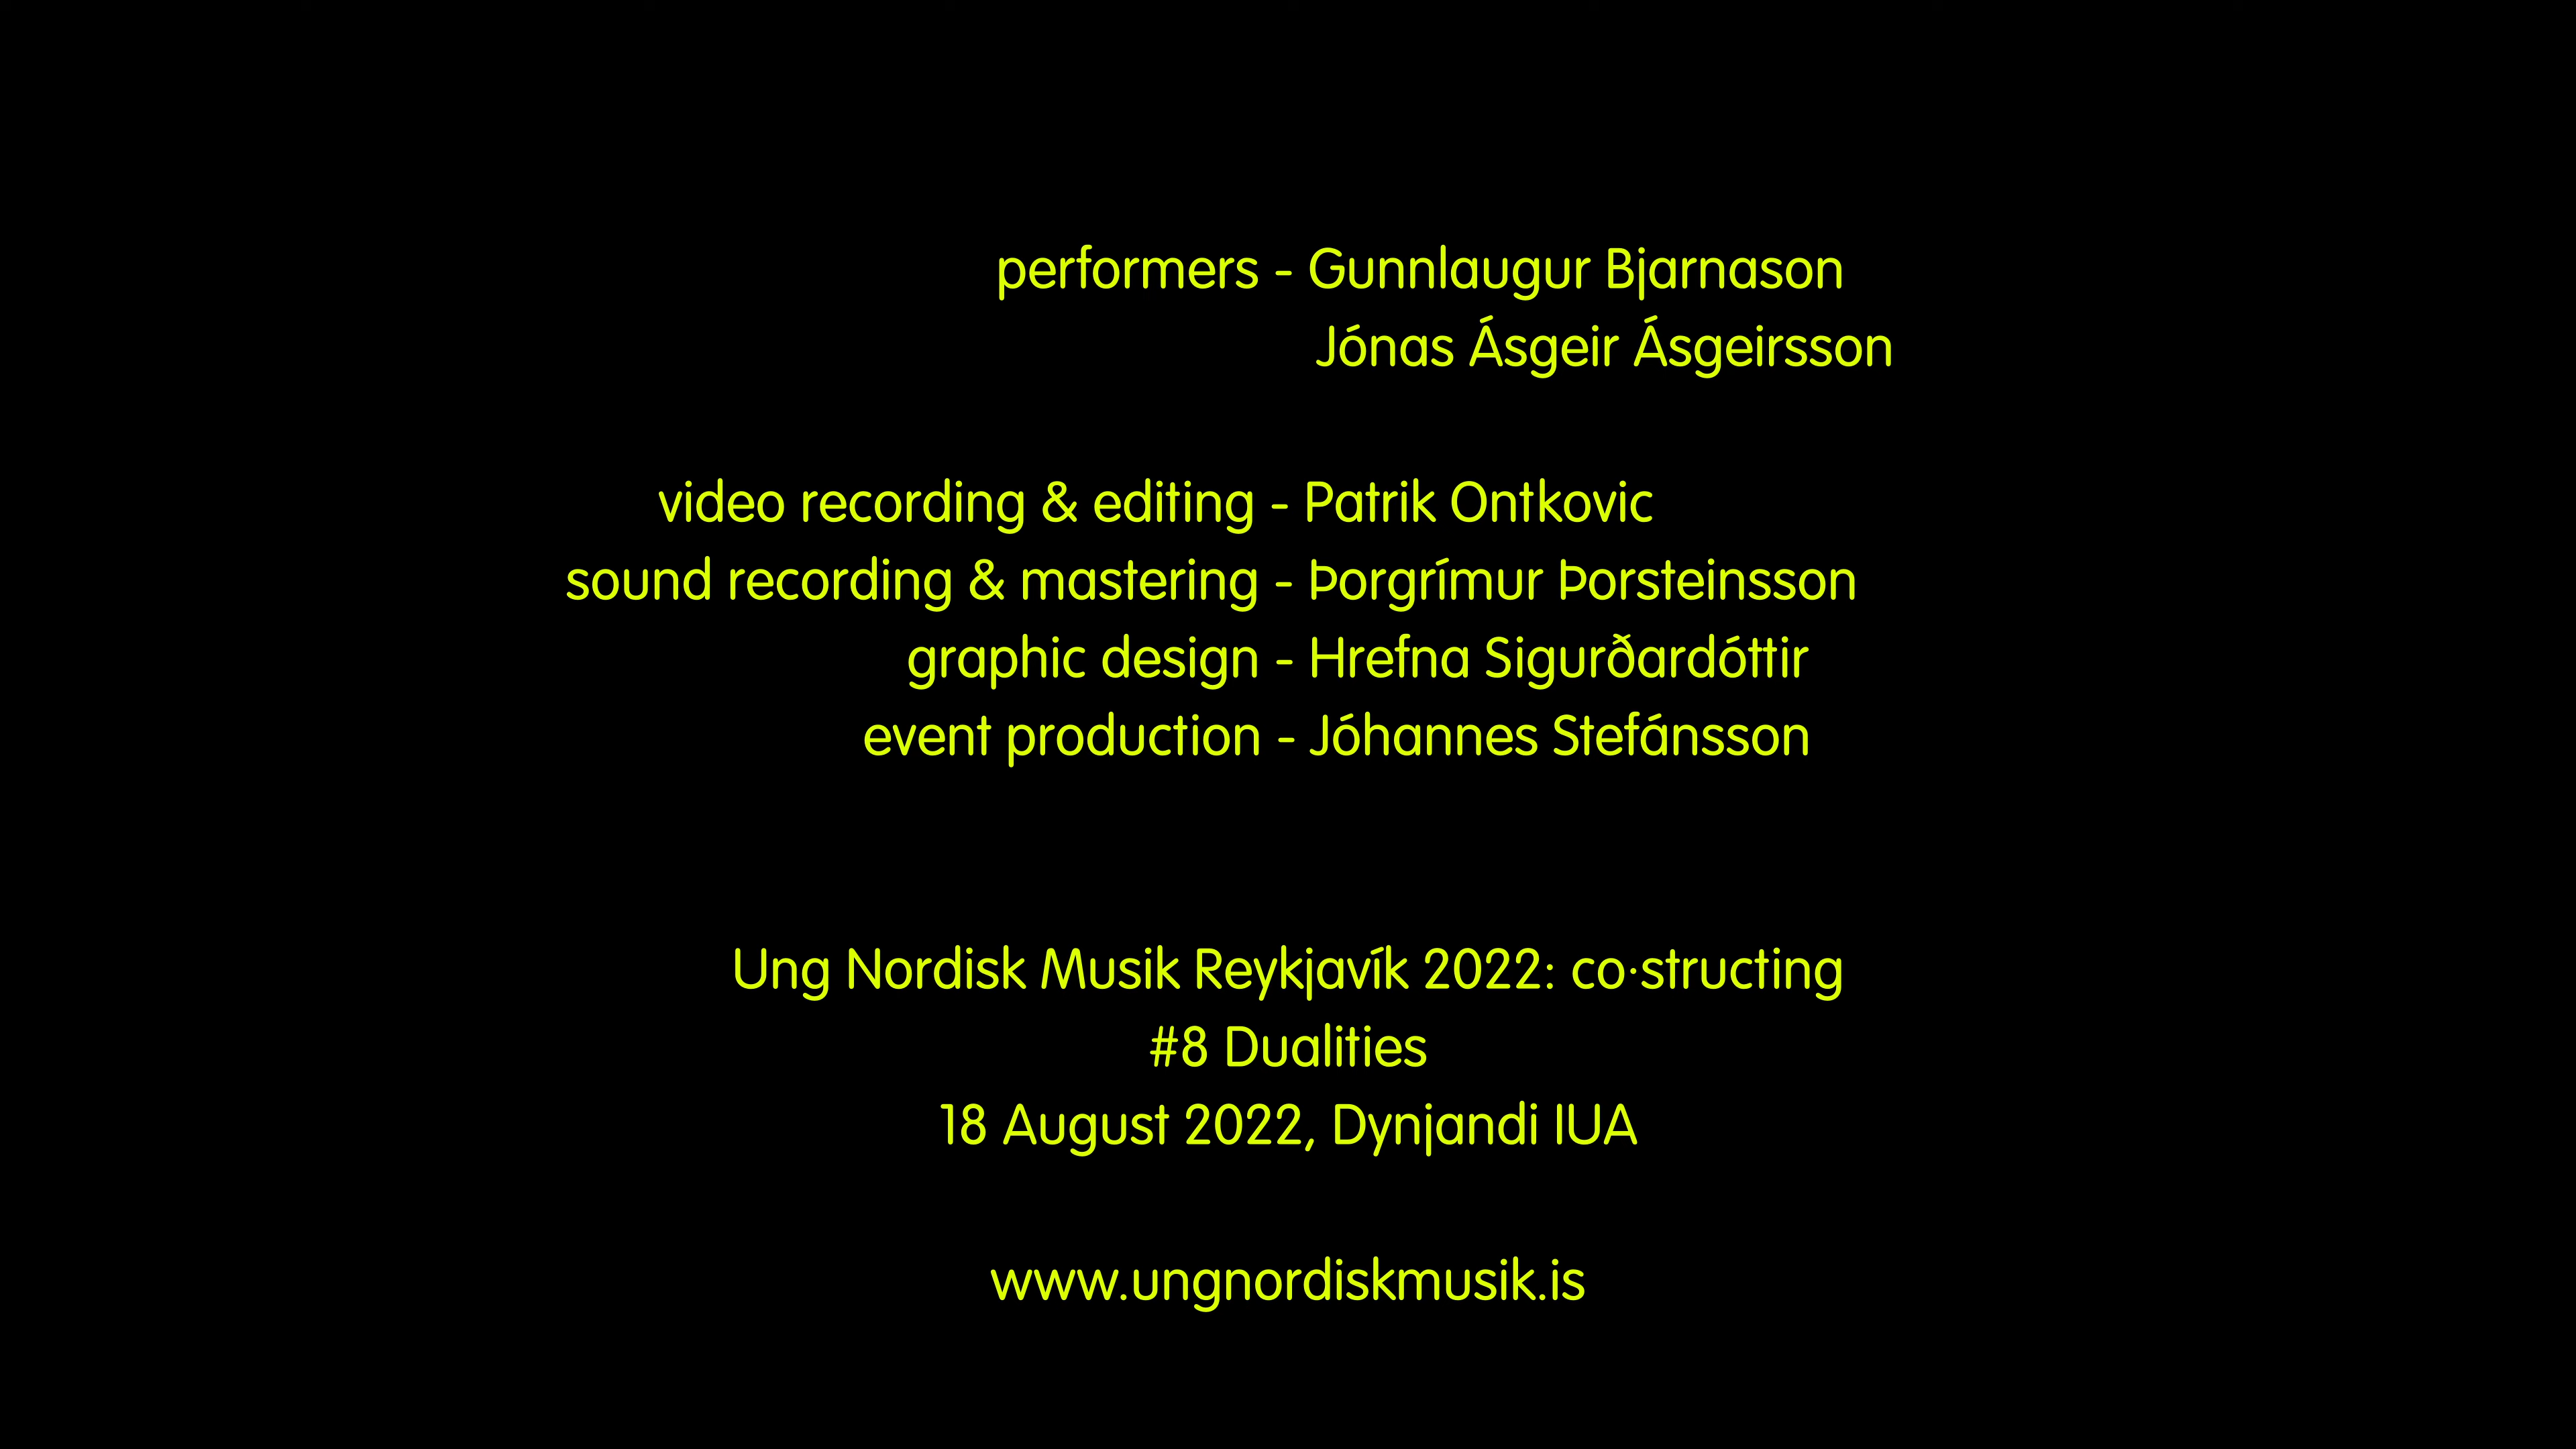 performers - Gunnlaugur Bjarnason
Jónas Ásgeir Ásgeirsson
video recording & editing - Patrik Ontkovic
sound recording & mastering - Þorgrímur Þorsteinsson
graphic design - Hrefna Sigurðardóttir
event production - Jóhannes Stefánsson
Ung Nordisk Musik Reykjavík 2022: co·structing
#8 Dualities
18 August 2022, Dynjandi IUA
www.ungnordiskmusik.is